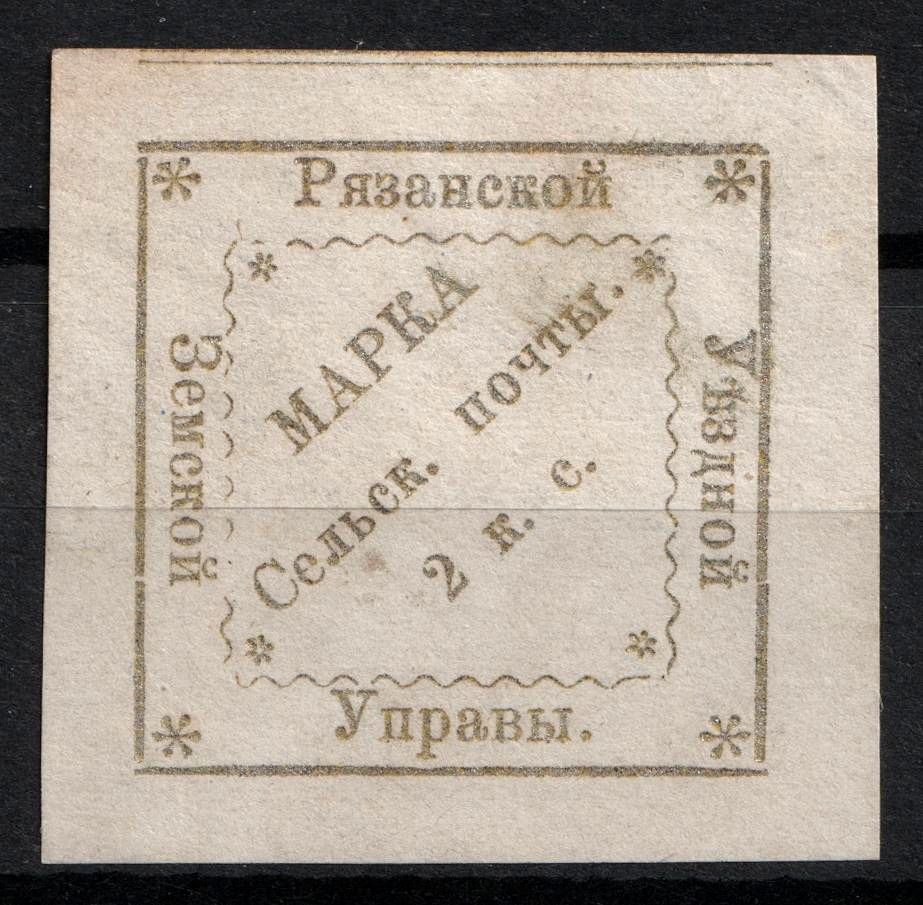 Рязанской
Уѣздной
Земской
Управы.
МАРКА
Сельск. почты.
2 к. с.